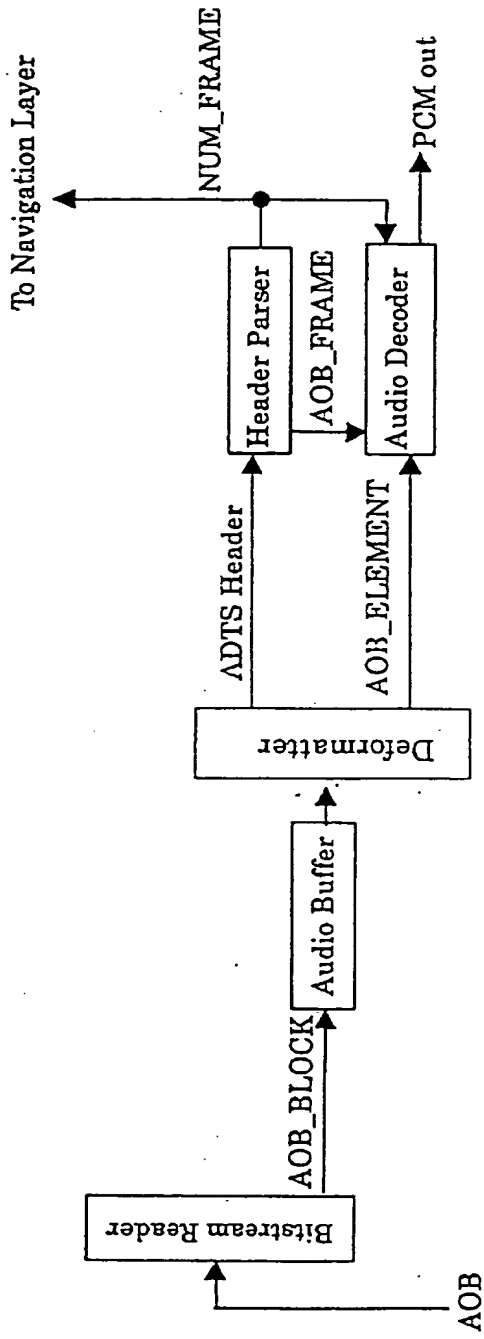 To Navigation Layer
NUM_FRAME
Header Parser
AOB_FRAME
PCM out
Audio Decoder
ADTS Header
AOB_ELEMENT
Deformatter
Audio Buffer
AOB_BLOCK
Bitstream Reader
AOB